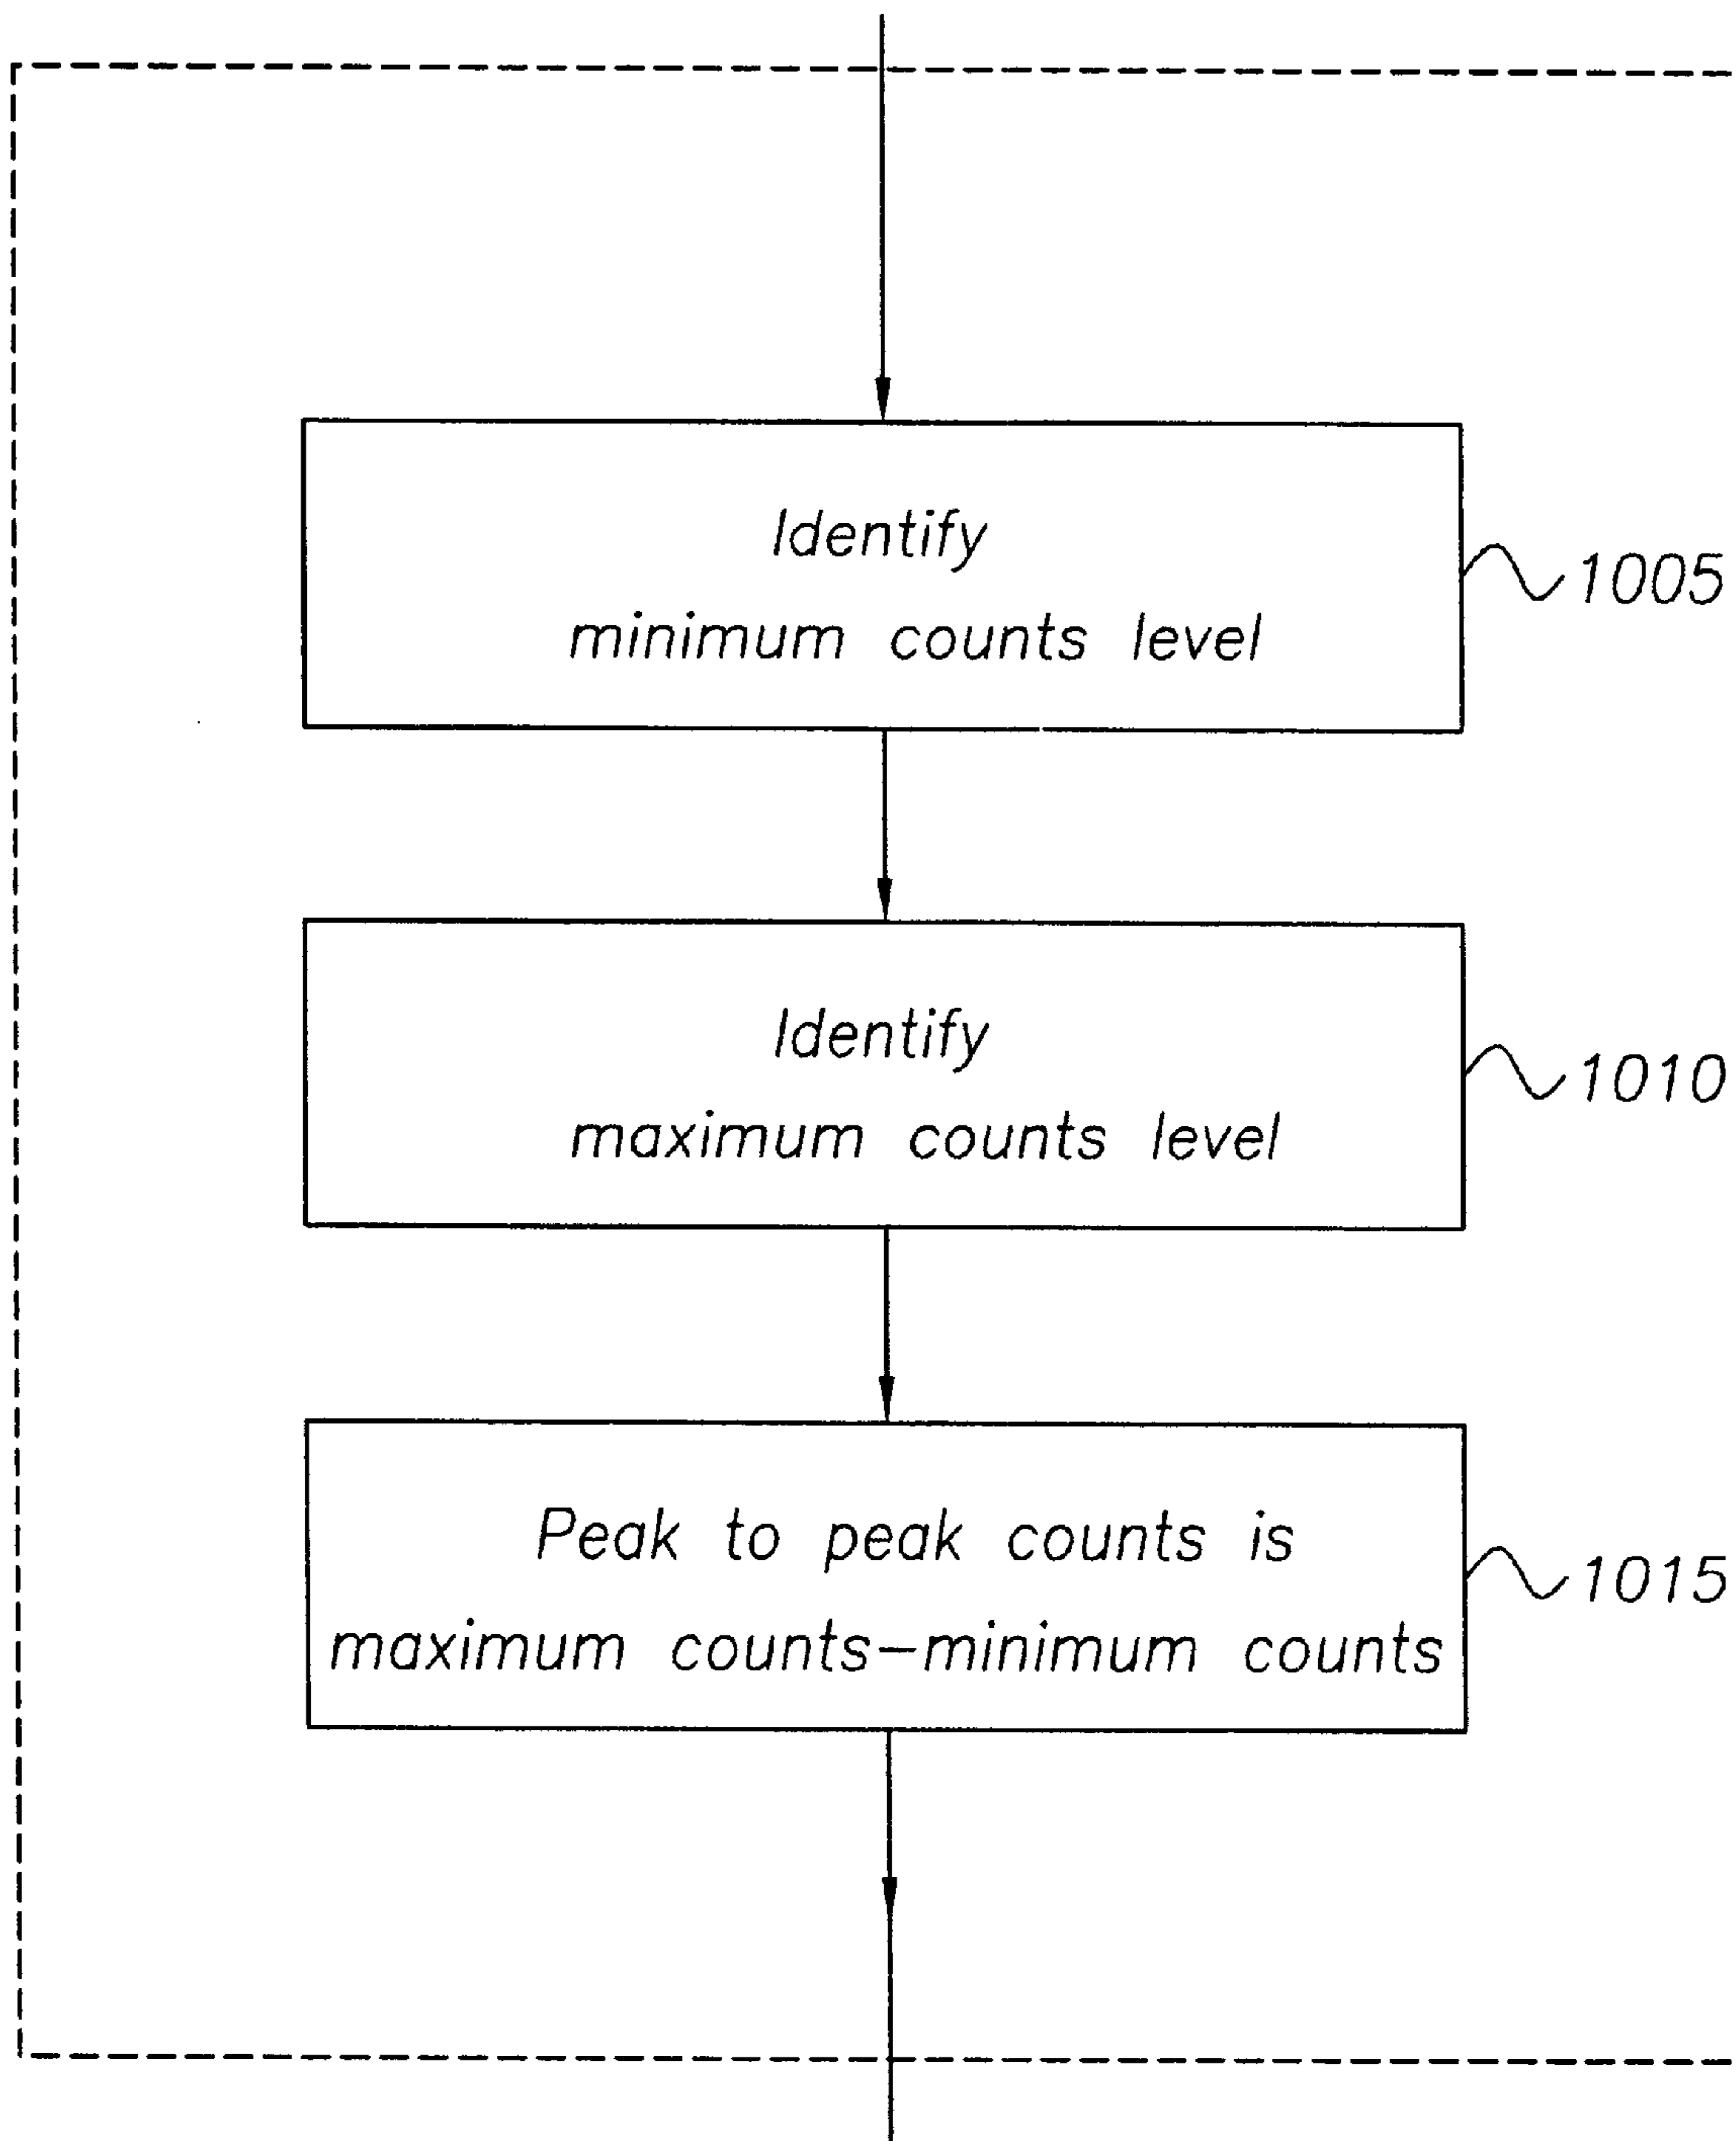 Identify
minimum counts level
1005
Identify
maximum counts level
1010
Peak to peak counts is
maximum counts–minimum counts
1015